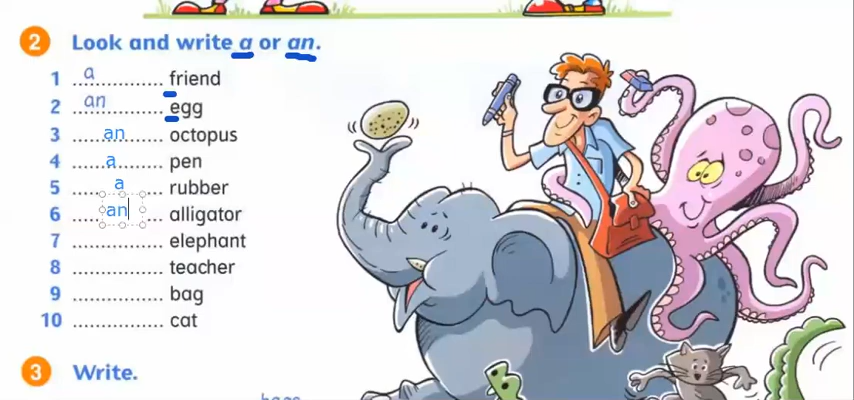 2 Look and write a or an.
1 a friend
2 an egg
3 an octopus
4 a pen
5 a rubber
6 an alligator
7 elephant
8 teacher
9 bag
10 cat
3 Write.
bags